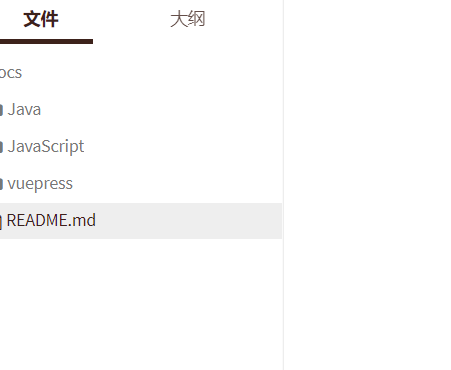 文件 大纲
ocs
Java
JavaScript
vuepress
README.md